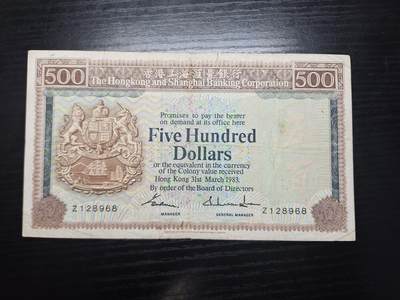 500 香港上海滙豐銀行 500
The Hongkong and Shanghai Banking Corporation
Promises to pay the bearer
on demand at its office here
Five Hundred
Dollars
or the equivalent in the currency
of the Colony value received
Hong Kong 31st March 1983.
By order of the Board of Directors
Z128968
MANAGER
GENERAL MANAGER
Z128968